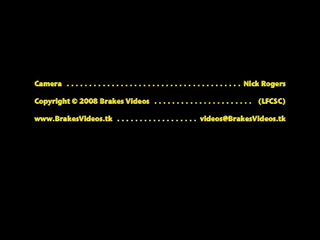 Camera ..................................... Nick Rogers
Copyright © 2008 Brakes Videos ..................... (LFCSC)
www.BrakesVideos.tk ................. videos@BrakesVideos.tk